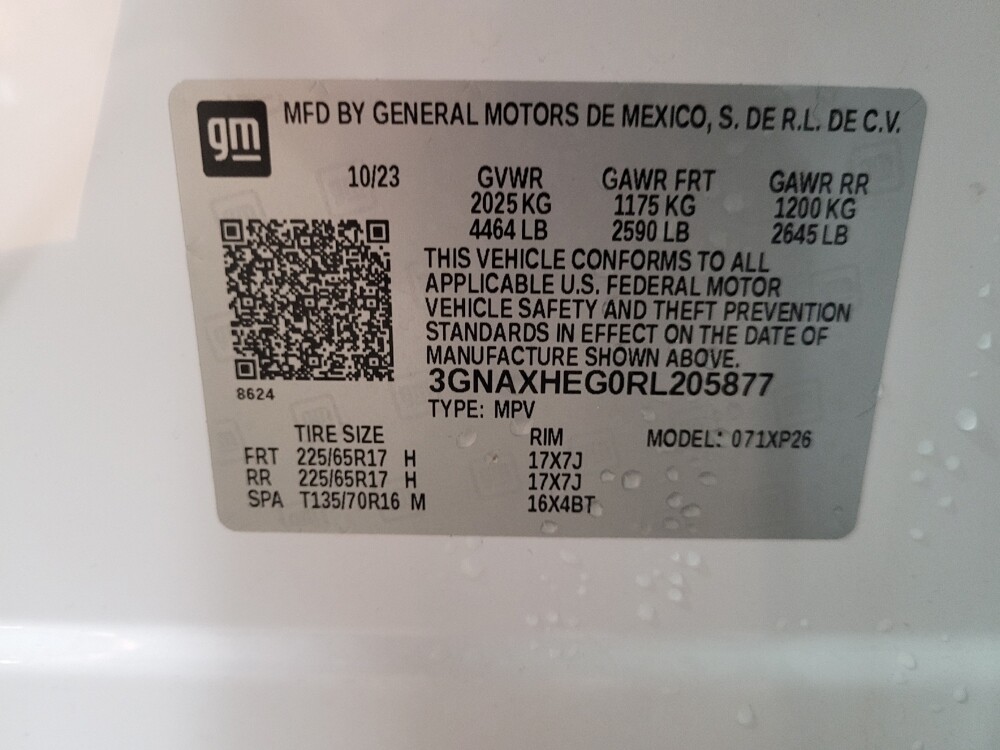 gm
MFD BY GENERAL MOTORS DE MEXICO, S. DE R.L. DE C.V.
10/23 GVWR GAWR FRT GAWR RR
2025 KG 1175 KG 1200 KG
4464 LB 2590 LB 2645 LB
THIS VEHICLE CONFORMS TO ALL
APPLICABLE U.S. FEDERAL MOTOR
VEHICLE SAFETY AND THEFT PREVENTION
STANDARDS IN EFFECT ON THE DATE OF
MANUFACTURE SHOWN ABOVE.
3GNAXHEG0RL205877
8624
TYPE: MPV
TIRE SIZE RIM MODEL: 071XP26
FRT 225/65R17 H 17X7J
RR 225/65R17 H 17X7J
SPA T135/70R16 M 16X4BT